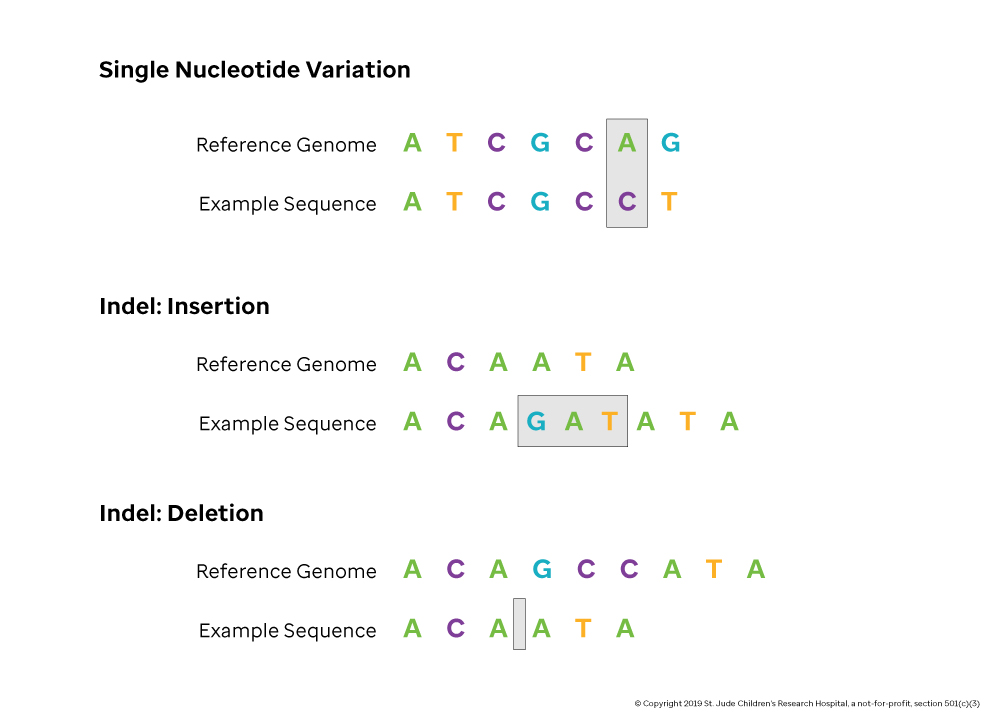 Single Nucleotide Variation
Reference Genome A T C G C A G
Example Sequence A T C G C C T
Indel: Insertion
Reference Genome A C A A T A
Example Sequence A C A G A T A T A
Indel: Deletion
Reference Genome A C A G C C A T A
Example Sequence A C A A T A
© Copyright 2019 St. Jude Children's Research Hospital, a not-for-profit, section 501(c)(3)